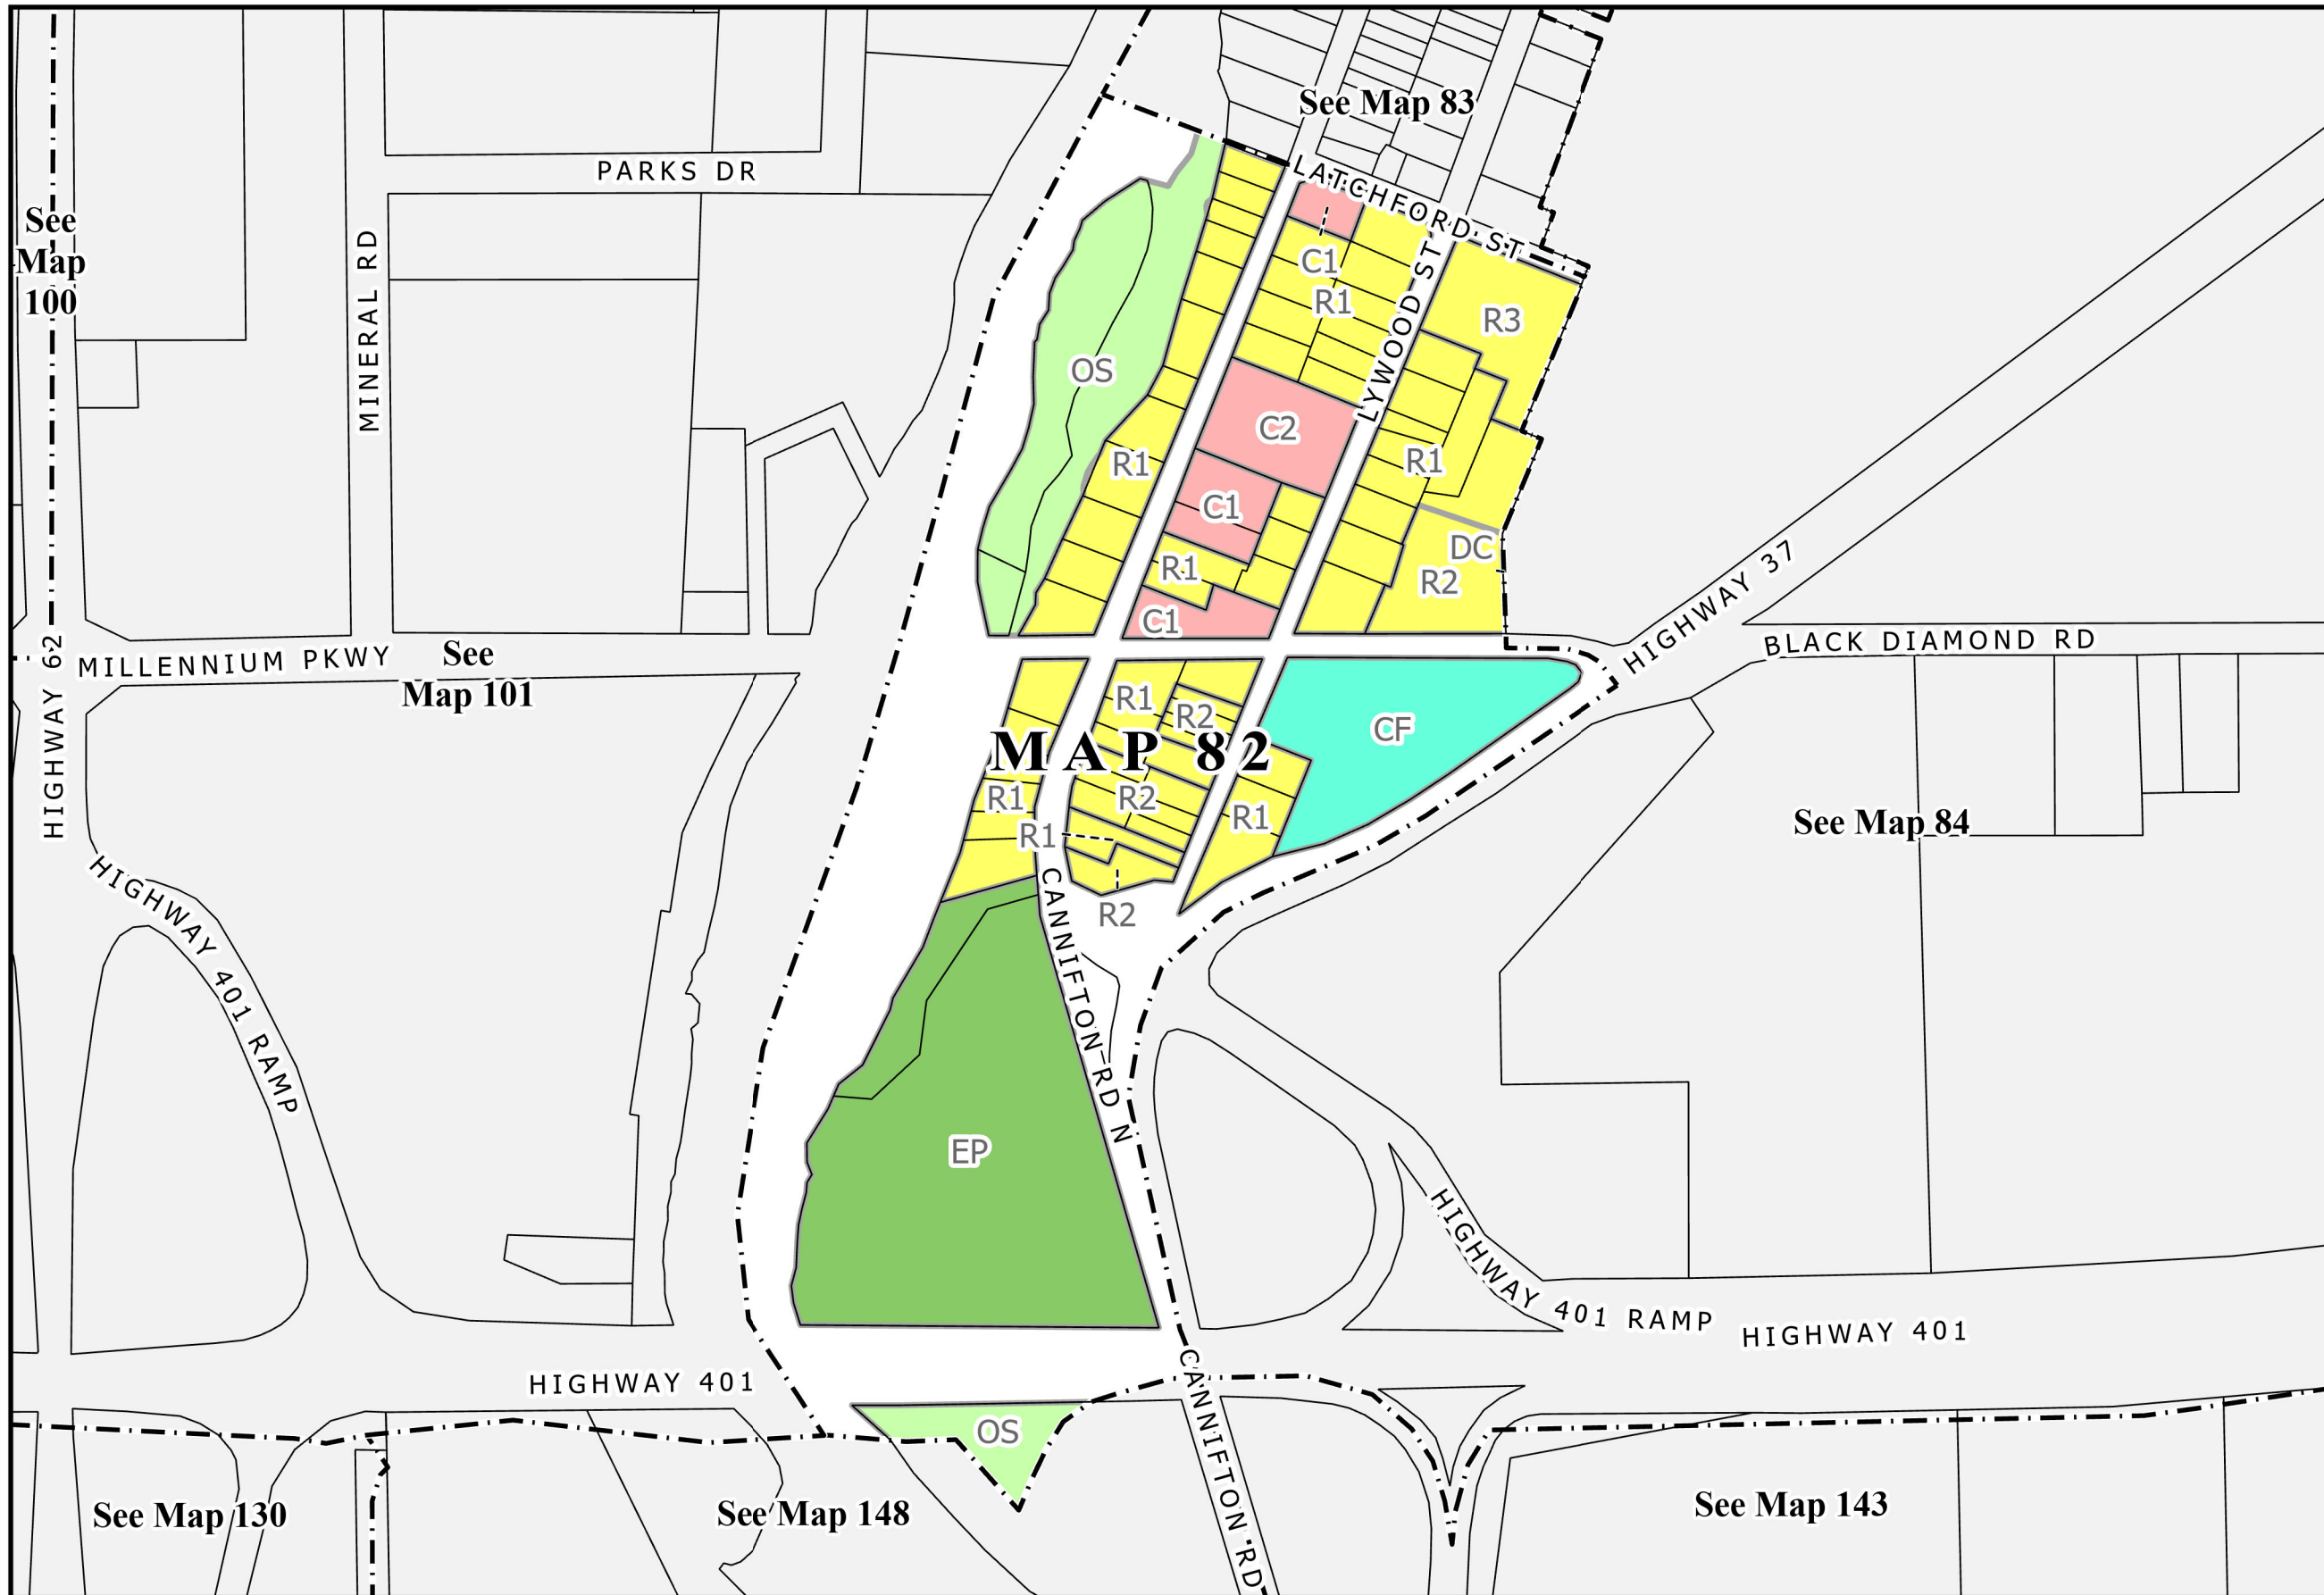 See Map 83
PARKS DR
LATCHFORD ST
See
Map
100
MINERAL RD
C1
R1
LYWOOD ST
R3
OS
C2
R1
R1
C1
R1
DC
R2
C1
HIGHWAY 37
BLACK DIAMOND RD
HIGHWAY 62
MILLENNIUM PKWY
See
Map 101
R1
R2
CF
MAP 82
R1
R2
R1
R1
See Map 84
R2
HIGHWAY 401 RAMP
CANNIFTON RD N
EP
HIGHWAY 401 RAMP
HIGHWAY 401
HIGHWAY 401
CANNIFTON RD
OS
See Map 130
See Map 148
See Map 143